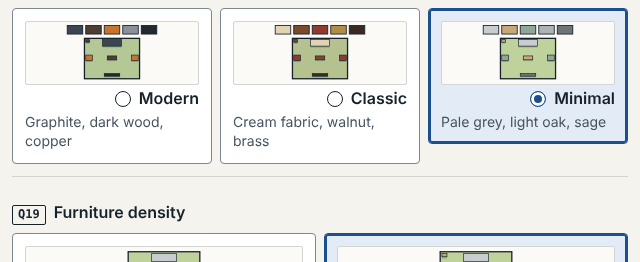 Modern
Graphite, dark wood,
copper
Classic
Cream fabric, walnut,
brass
Minimal
Pale grey, light oak, sage
Q19 Furniture density